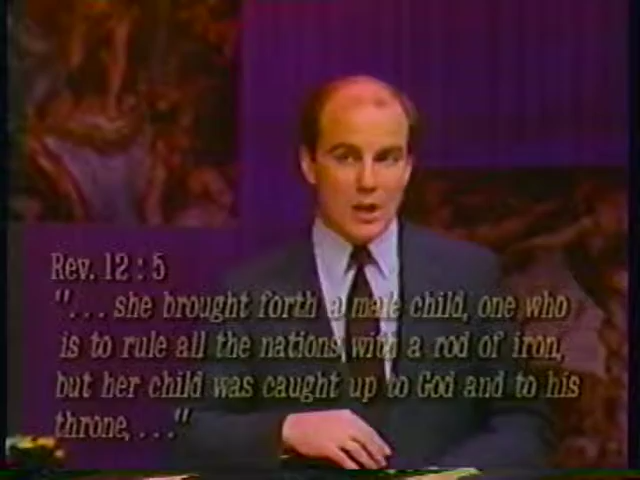 Rev. 12 : 5
"... she brought forth a male child, one who
is to rule all the nations with a rod of iron,
but her child was caught up to God and to his
throne, ..."